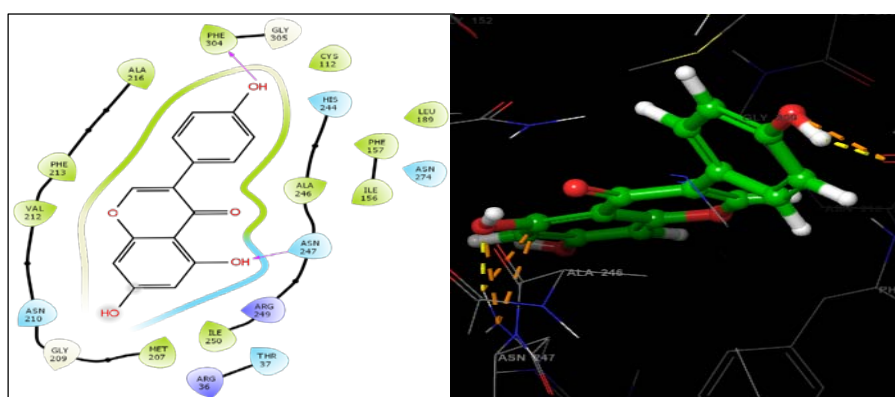 PHE
304
GLY
305
CYS
112
ALA
216
OH
HIS
244
LEU
189
PHE
157
PHE
213
ASN
274
ILE
156
ALA
246
VAL
212
O
O
ASN
247
OH
ARG
249
HO
ASN
210
ILE
250
GLY
209
MET
207
THR
37
ARG
36
GLY 152
ALA 246
ASN 247
PH